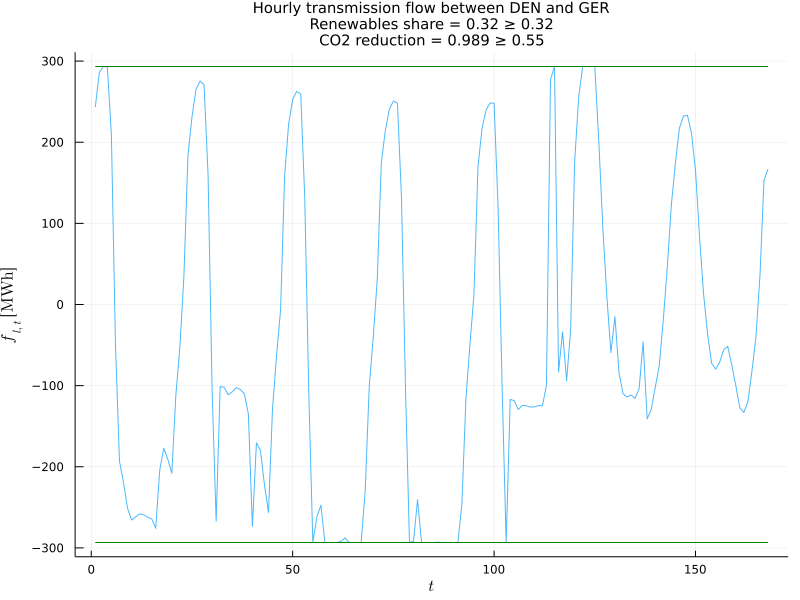 Hourly transmission flow between DEN and GER
Renewables share = 0.32 ≥ 0.32
CO2 reduction = 0.989 ≥ 0.55
300
200
100
0
−100
−200
−300
f_{l,t} [MWh]
0
50
100
150
t